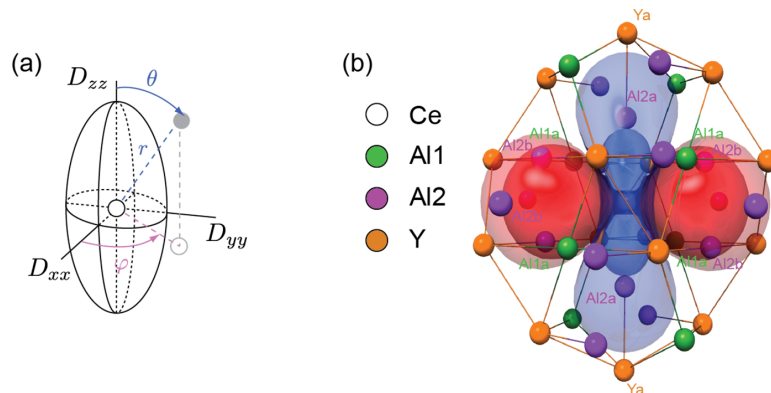 (a)
D_zz
θ
r
D_yy
D_xx
φ
Ce
Al1
Al2
Y
(b)
Ya
Al2a
Al1a
Al1a
Al2b
Al2b
Al2b
Al1a
Al1a
Al2b
Al2b
Al2a
Ya